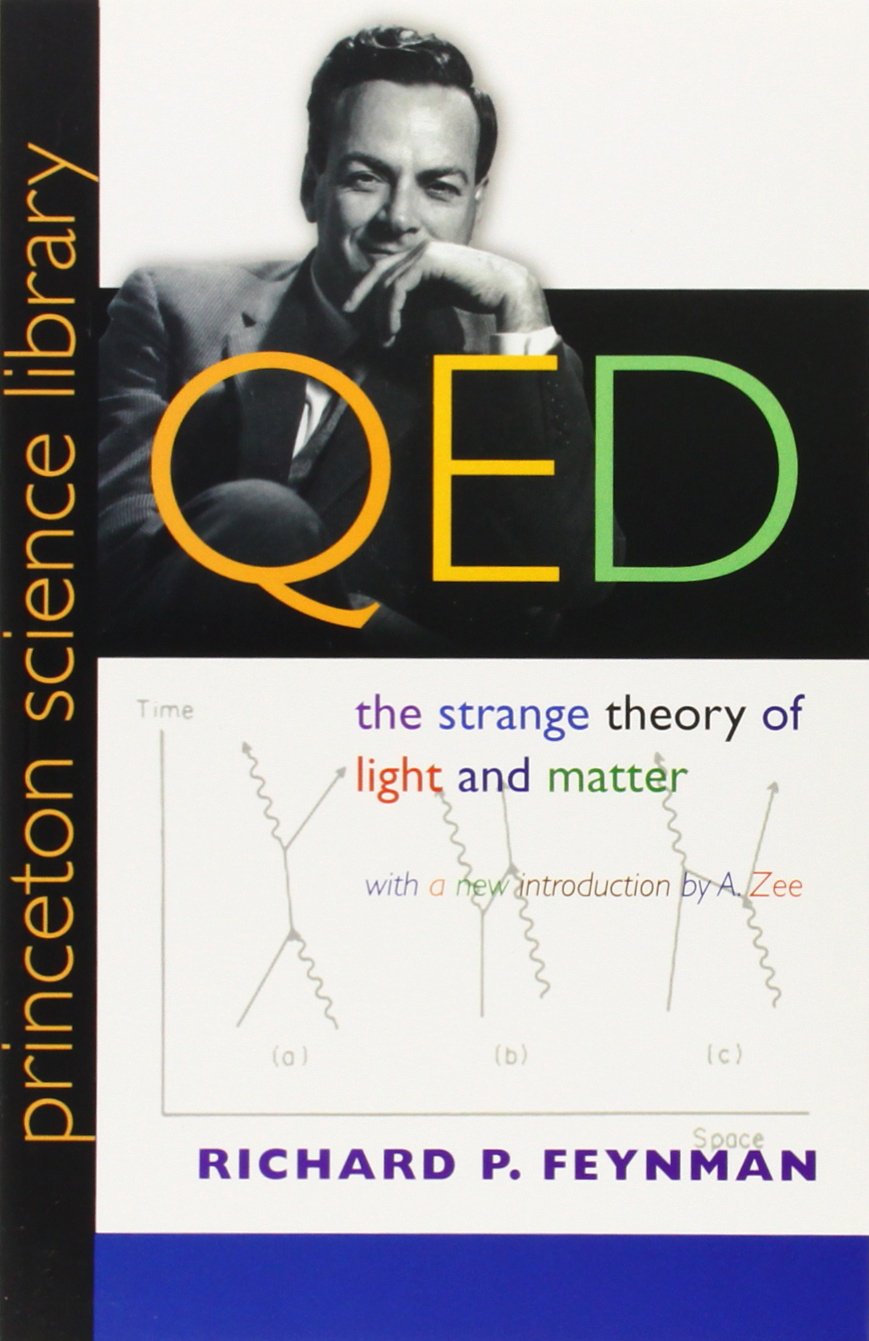 princeton science library
QED
Time
the strange theory of
light and matter
with a new introduction by A. Zee
(a)
(b)
(c)
Space
RICHARD P. FEYNMAN